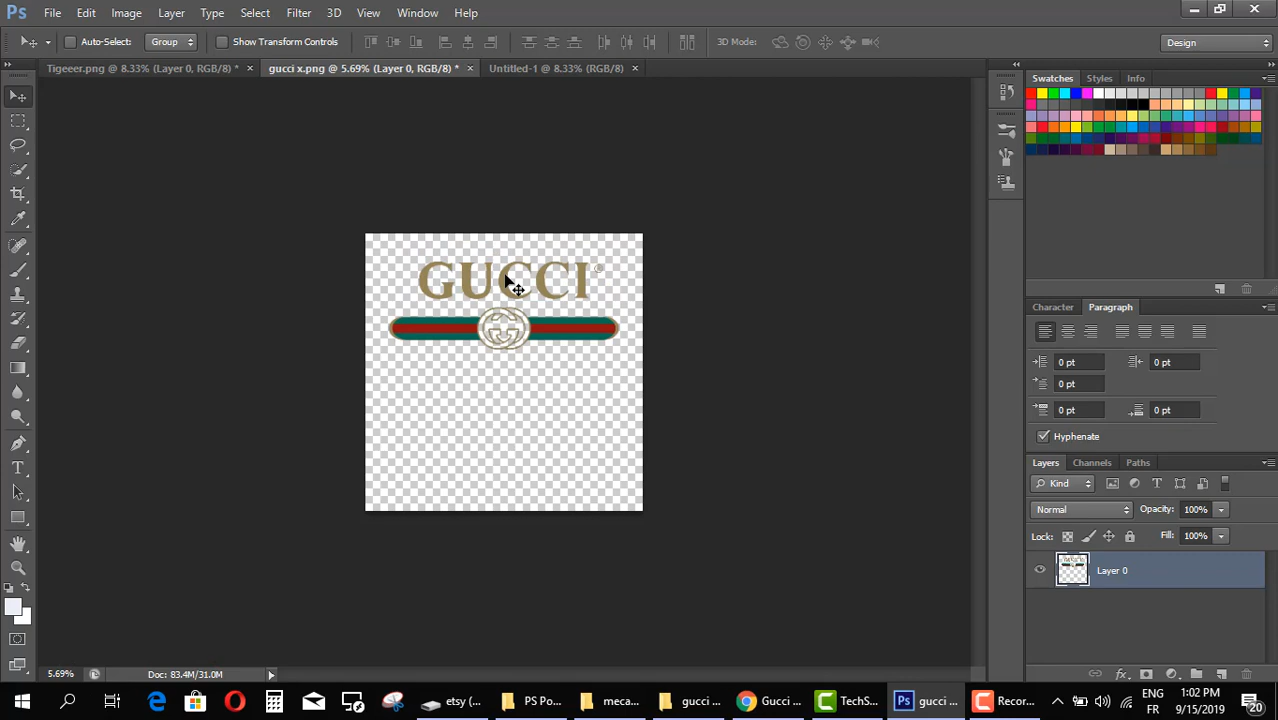 Ps File Edit Image Layer Type Select Filter 3D View Window Help
Auto-Select: Group Show Transform Controls 3D Mode: Design
Tigeeer.png @ 8.33% (Layer 0, RGB/8) * × gucci x.png @ 5.69% (Layer 0, RGB/8) * × Untitled-1 @ 8.33% (RGB/8) ×
Swatches Styles Info
GUCCI ®
Character Paragraph
0 pt 0 pt
0 pt
0 pt 0 pt
Hyphenate
Layers Channels Paths
Kind
Normal Opacity: 100%
Lock: Fill: 100%
Layer 0
5.69% Doc: 83.4M/31.0M
etsy (... PS Po... meca... gucci ... Gucci ... TechS... Ps gucci ... Recor... ENG 1:02 PM
FR 9/15/2019 20